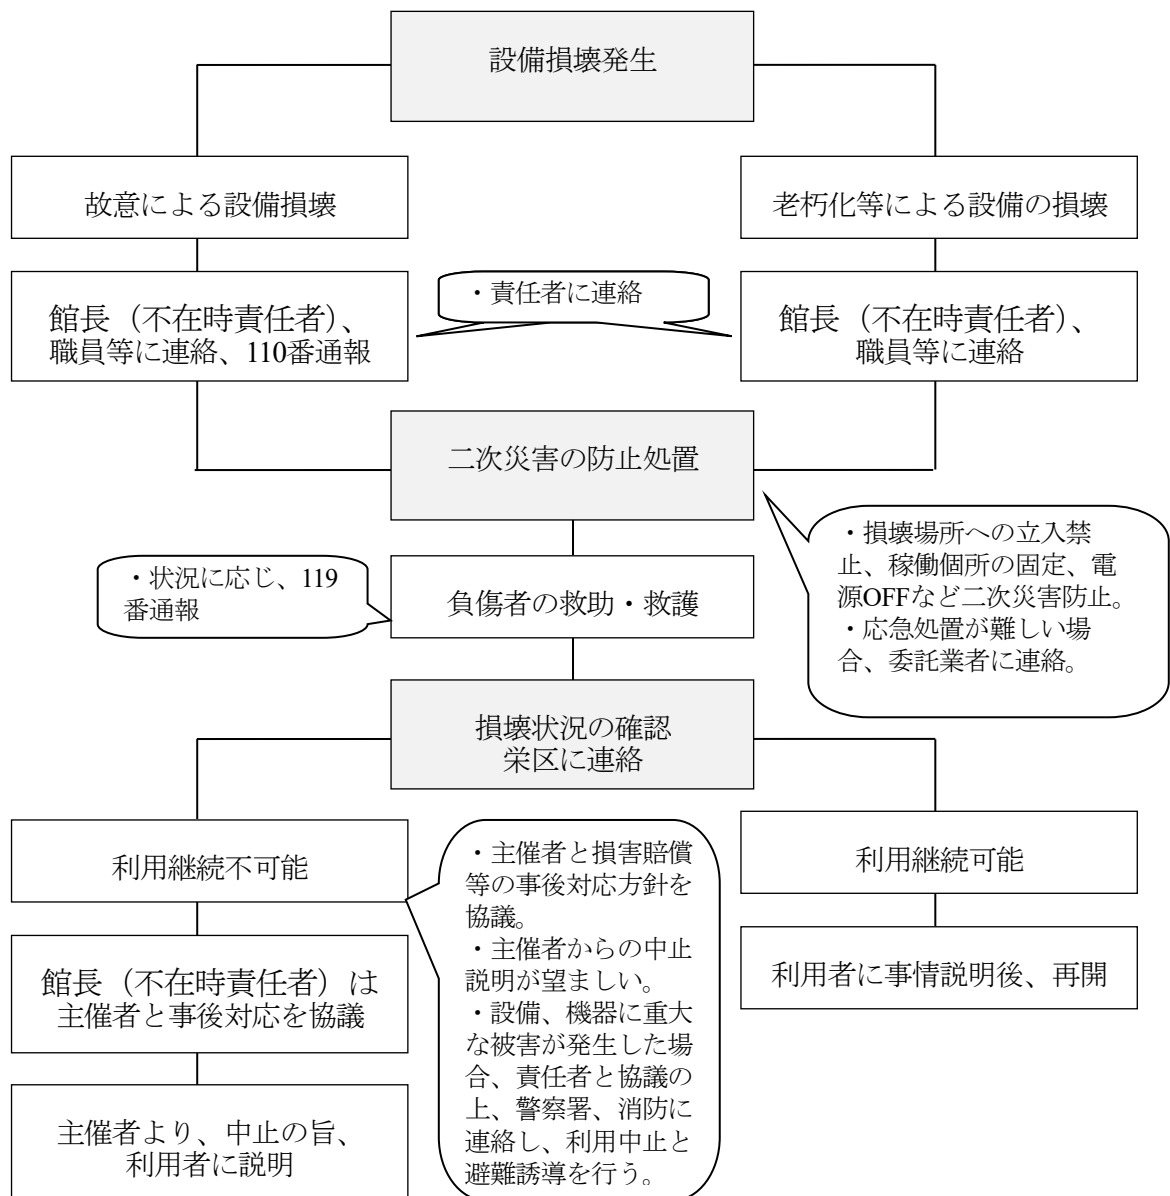 設備損壊発生
故意による設備損壊
老朽化等による設備の損壊
館長（不在時責任者）、
職員等に連絡、110番通報
・責任者に連絡
館長（不在時責任者）、
職員等に連絡
二次災害の防止処置
・損壊場所への立入禁
止、稼働個所の固定、電
源OFFなど二次災害防止。
・応急処置が難しい場
合、委託業者に連絡。
・状況に応じ、119
番通報
負傷者の救助・救護
損壊状況の確認
栄区に連絡
利用継続不可能
館長（不在時責任者）は
主催者と事後対応を協議
主催者より、中止の旨、
利用者に説明
・主催者と損害賠償
等の事後対応方針を
協議。
・主催者からの中止
説明が望ましい。
・設備、機器に重大
な被害が発生した場
合、責任者と協議の
上、警察署、消防に
連絡し、利用中止と
避難誘導を行う。
利用継続可能
利用者に事情説明後、再開